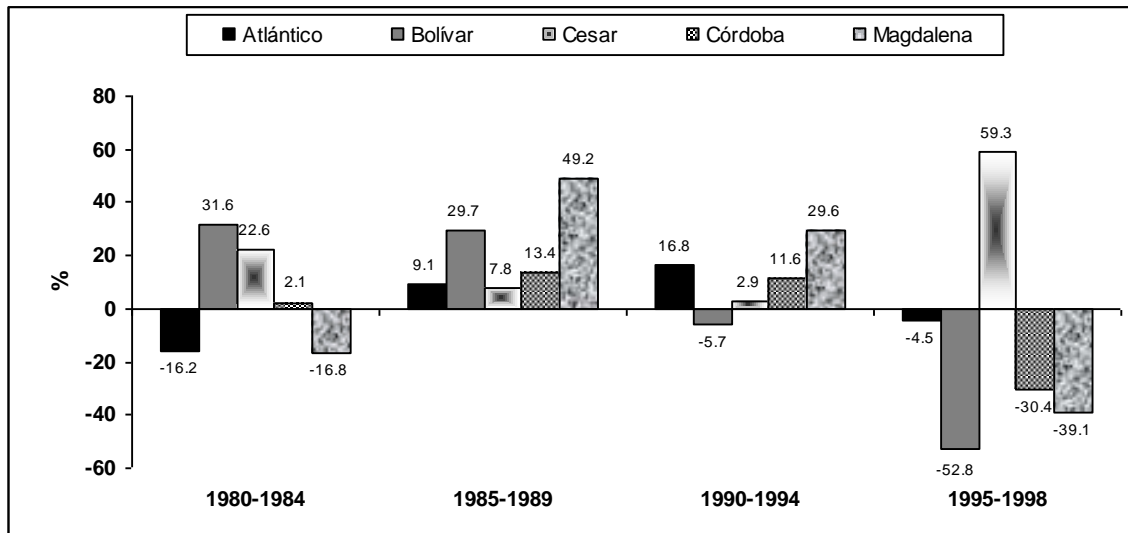 Atlántico Bolívar Cesar Córdoba Magdalena
80
60
40
20
0
-20
-40
-60
%
-16.2 31.6 22.6 2.1 -16.8
9.1 29.7 7.8 13.4 49.2
16.8 -5.7 2.9 11.6 29.6
-4.5 -52.8 59.3 -30.4 -39.1
1980-1984 1985-1989 1990-1994 1995-1998